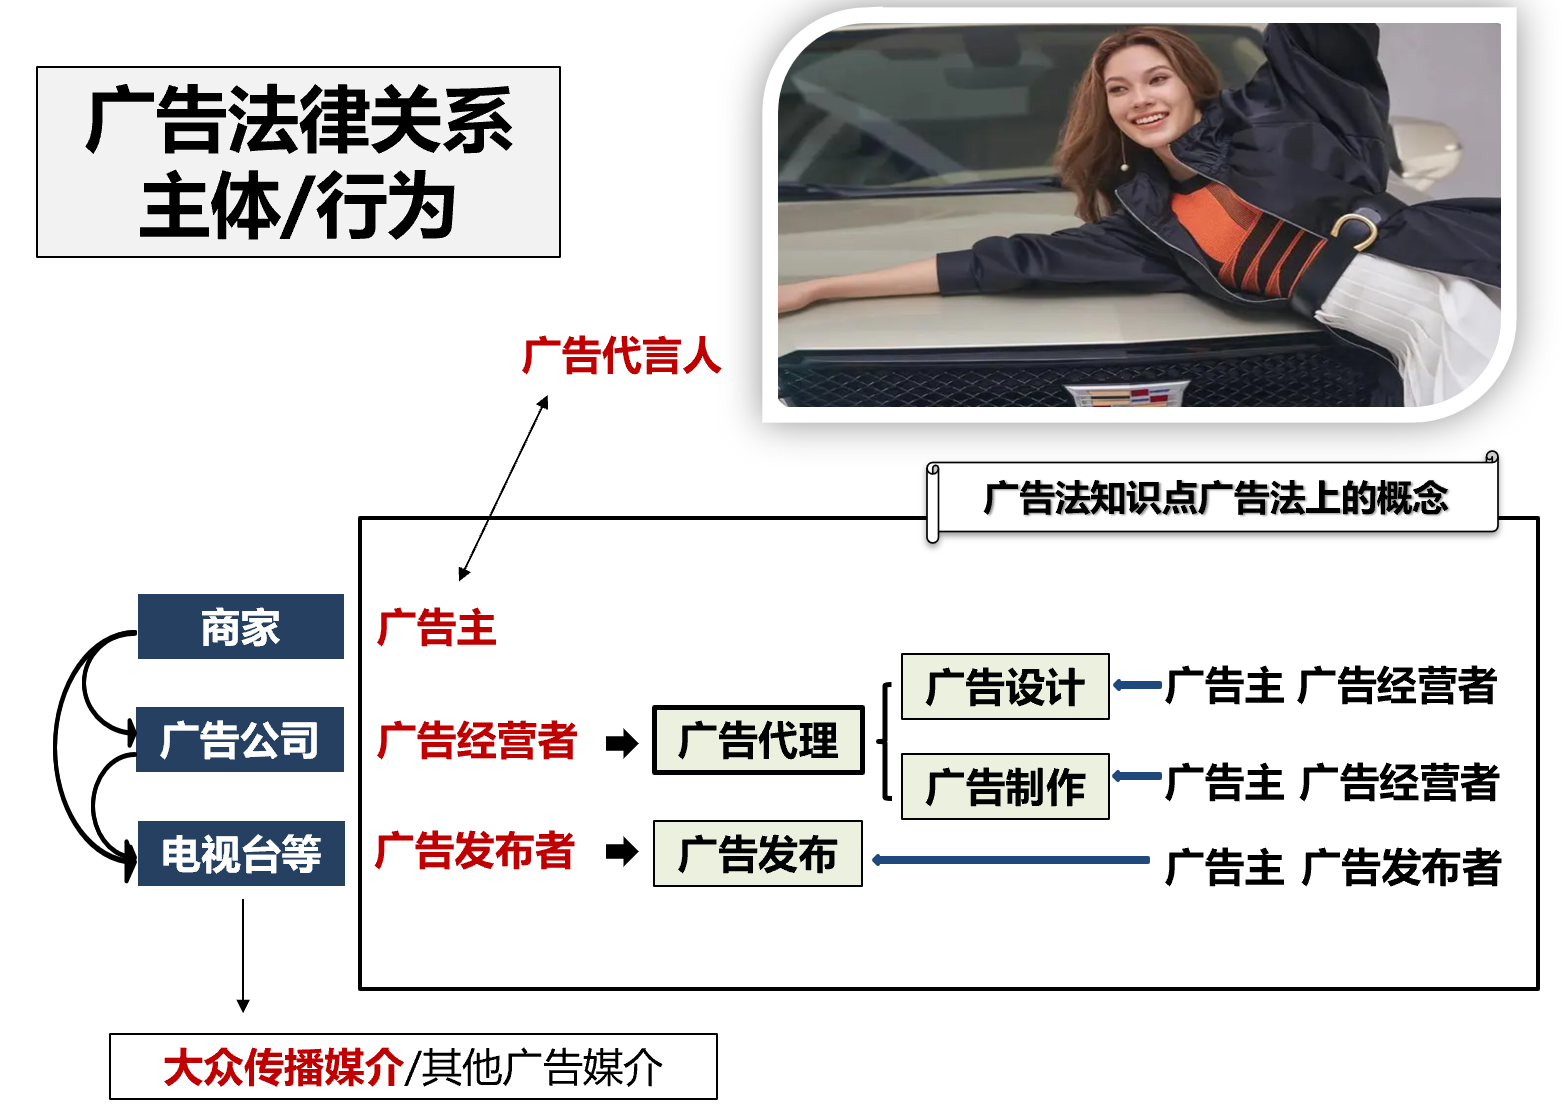 广告法律关系
主体/行为
广告代言人
广告法知识点广告法上的概念
商家
广告主
广告设计
广告主 广告经营者
广告公司
广告经营者
广告代理
广告制作
广告主 广告经营者
电视台等
广告发布者
广告发布
广告主 广告发布者
大众传播媒介/其他广告媒介